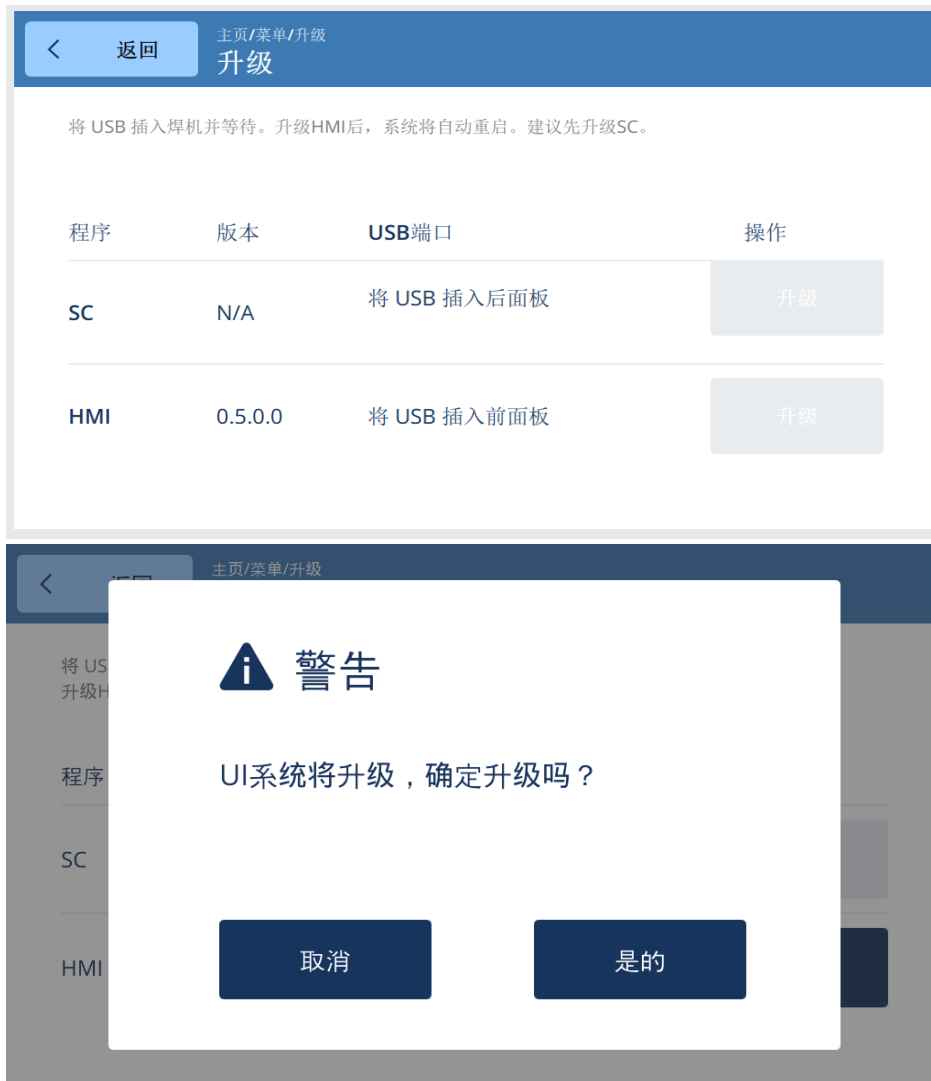 返回
主页/菜单/升级
升级
将 USB 插入焊机并等待。升级HMI后，系统将自动重启。建议先升级SC。
程序 版本 USB端口 操作
SC N/A 将 USB 插入后面板 升级
HMI 0.5.0.0 将 USB 插入前面板 升级
主页/菜单/升级
将 US
升级H
警告
程序
UI系统将升级，确定升级吗？
SC
HMI
取消 是的